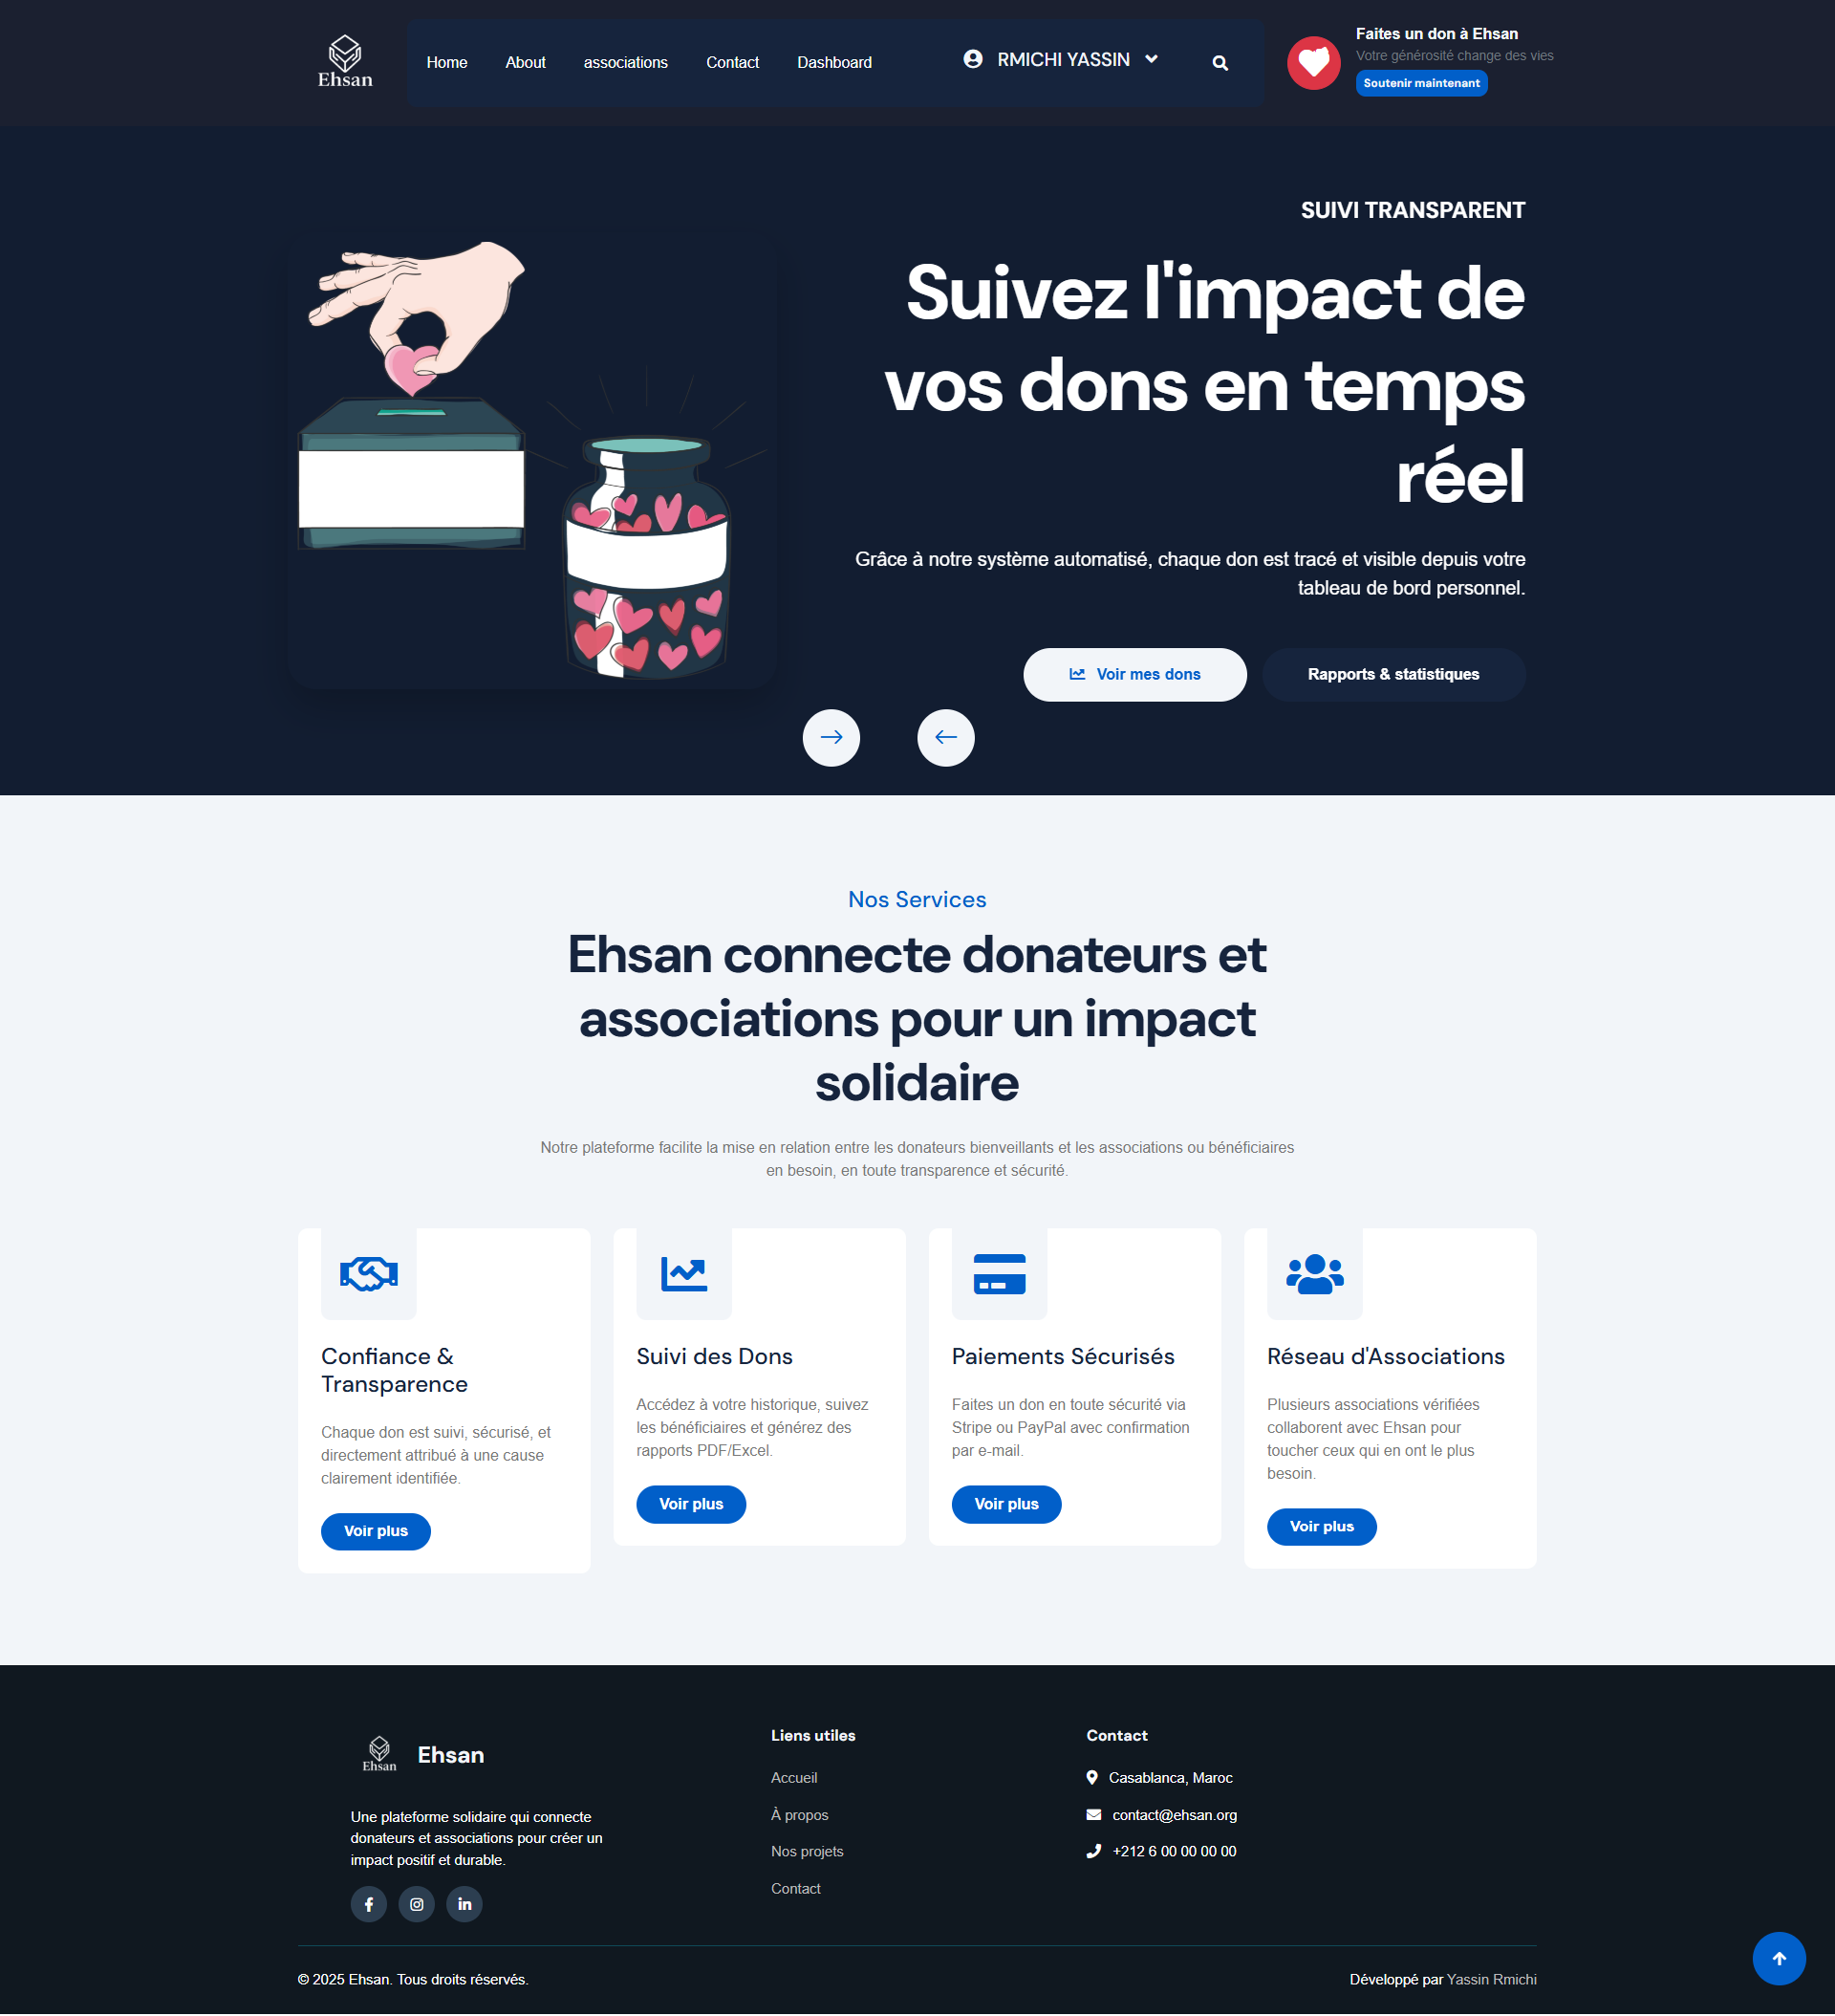 Ehsan
Home About associations Contact Dashboard RMICHI YASSIN
Faites un don à Ehsan
Votre générosité change des vies
Soutenir maintenant
SUIVI TRANSPARENT
Suivez l'impact de
vos dons en temps
réel
Grâce à notre système automatisé, chaque don est tracé et visible depuis votre
tableau de bord personnel.
Voir mes dons
Rapports & statistiques
Nos Services
Ehsan connecte donateurs et
associations pour un impact
solidaire
Notre plateforme facilite la mise en relation entre les donateurs bienveillants et les associations ou bénéficiaires
en besoin, en toute transparence et sécurité.
Confiance &
Transparence
Chaque don est suivi, sécurisé, et
directement attribué à une cause
clairement identifiée.
Voir plus
Suivi des Dons
Accédez à votre historique, suivez
les bénéficiaires et générez des
rapports PDF/Excel.
Voir plus
Paiements Sécurisés
Faites un don en toute sécurité via
Stripe ou PayPal avec confirmation
par e-mail.
Voir plus
Réseau d'Associations
Plusieurs associations vérifiées
collaborent avec Ehsan pour
toucher ceux qui en ont le plus
besoin.
Voir plus
Ehsan
Ehsan
Une plateforme solidaire qui connecte
donateurs et associations pour créer un
impact positif et durable.
Liens utiles
Accueil
À propos
Nos projets
Contact
Contact
Casablanca, Maroc
contact@ehsan.org
+212 6 00 00 00 00
© 2025 Ehsan. Tous droits réservés.
Développé par Yassin Rmichi